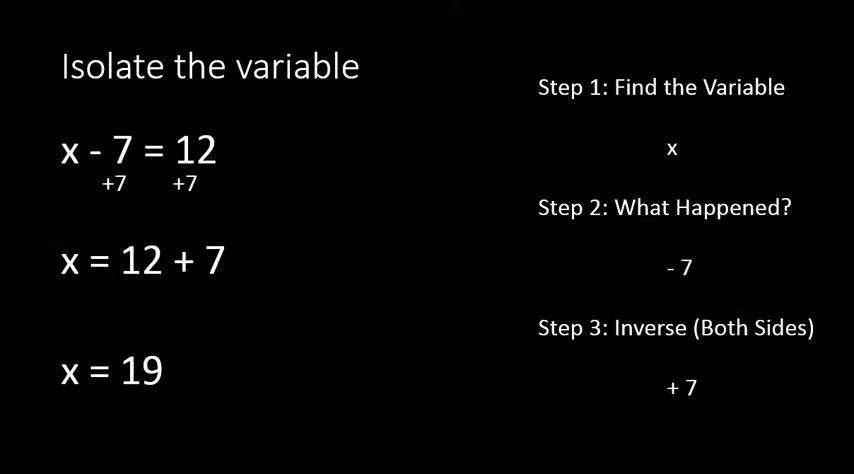 Isolate the variable
x - 7 = 12
+7 +7
x = 12 + 7
x = 19
Step 1: Find the Variable
x
Step 2: What Happened?
- 7
Step 3: Inverse (Both Sides)
+ 7